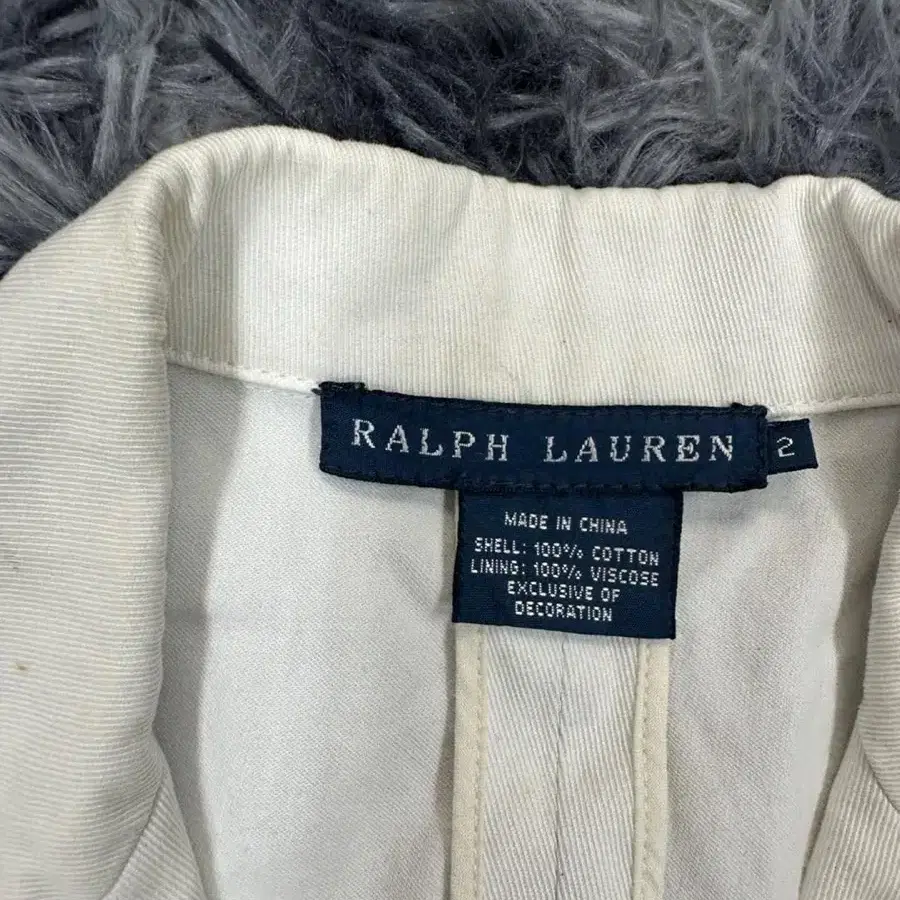 RALPH LAUREN 2
MADE IN CHINA
SHELL: 100% COTTON
LINING: 100% VISCOSE
EXCLUSIVE OF
DECORATION